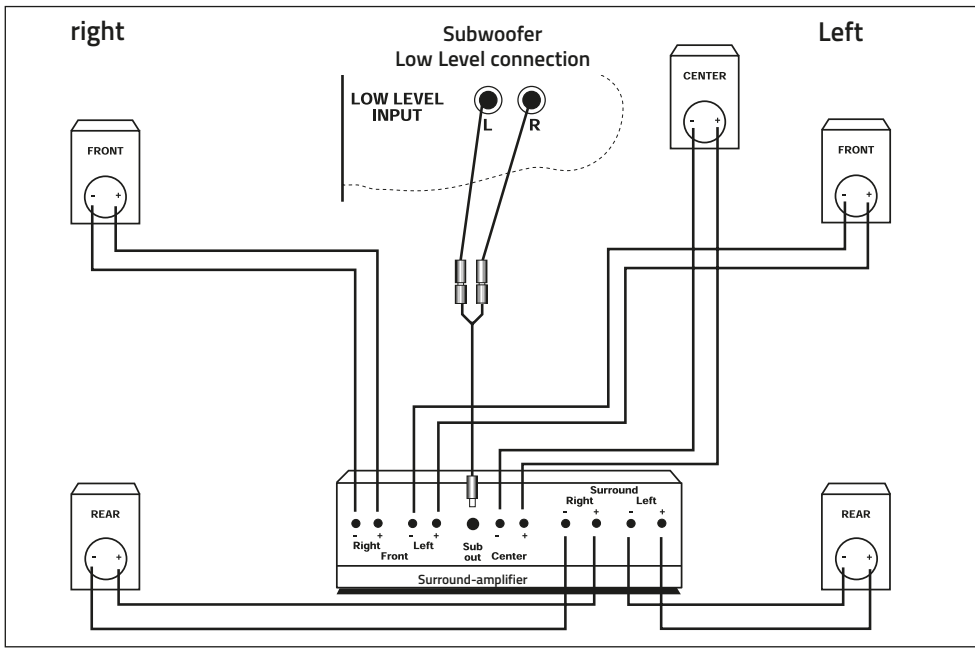 right
Subwoofer
Left
Low Level connection
CENTER
LOW LEVEL
INPUT
L R
- +
FRONT
- +
FRONT
- +
REAR
- +
REAR
- +
Surround
Right Left
- + - +
- + - + - +
Right Left Sub Center
Front out
Surround-amplifier